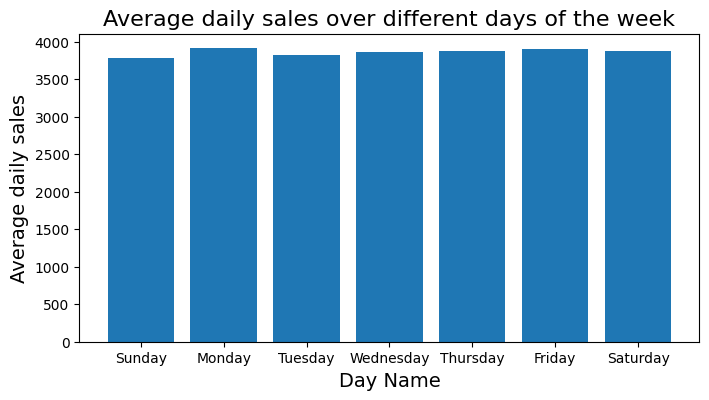 Average daily sales over different days of the week
Average daily sales
4000
3500
3000
2500
2000
1500
1000
500
0
Sunday Monday Tuesday Wednesday Thursday Friday Saturday
Day Name